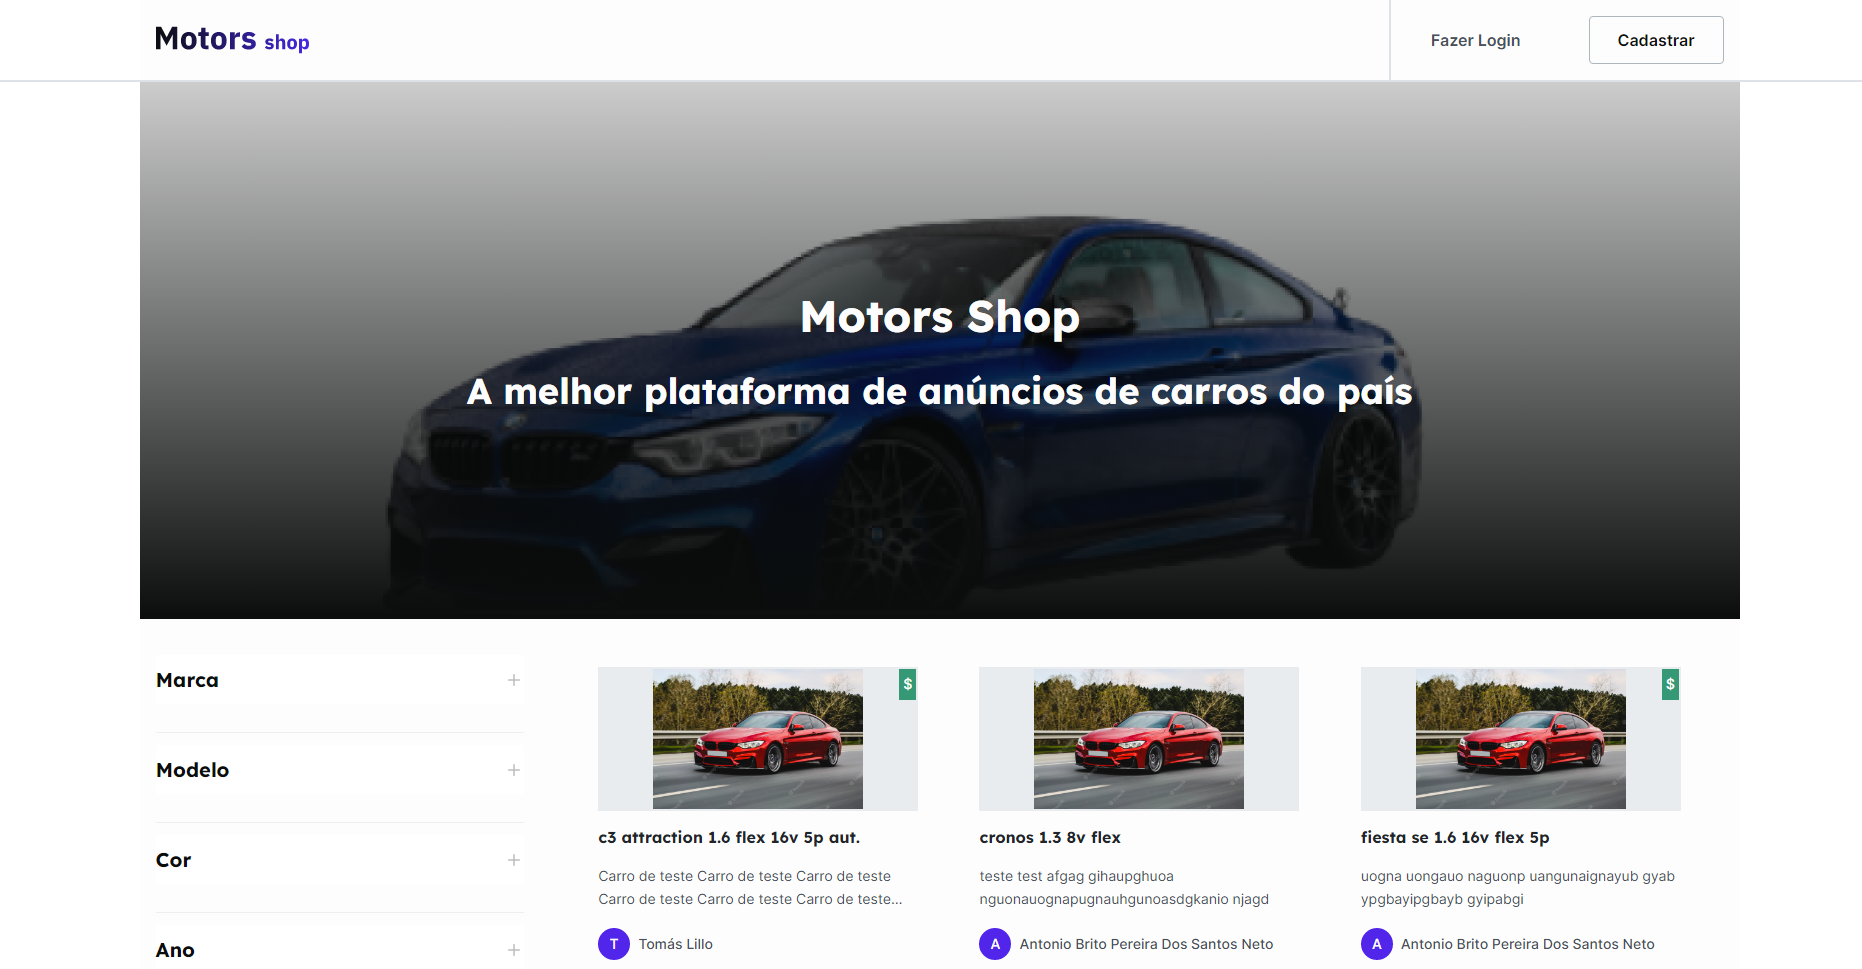 Motors shop
Fazer Login
Cadastrar
Motors Shop
A melhor plataforma de anúncios de carros do país
Marca
Modelo
Cor
Ano
$
c3 attraction 1.6 flex 16v 5p aut.
Carro de teste Carro de teste Carro de teste
Carro de teste Carro de teste Carro de teste...
T Tomás Lillo
cronos 1.3 8v flex
teste test afgag gihaupghuoa
nguonauognapugnauhgunoasdgkanio njagd
A Antonio Brito Pereira Dos Santos Neto
$
fiesta se 1.6 16v flex 5p
uogna uongauo naguonp uangunaignayub gyab
ypgbayipgbayb gyipabgi
A Antonio Brito Pereira Dos Santos Neto